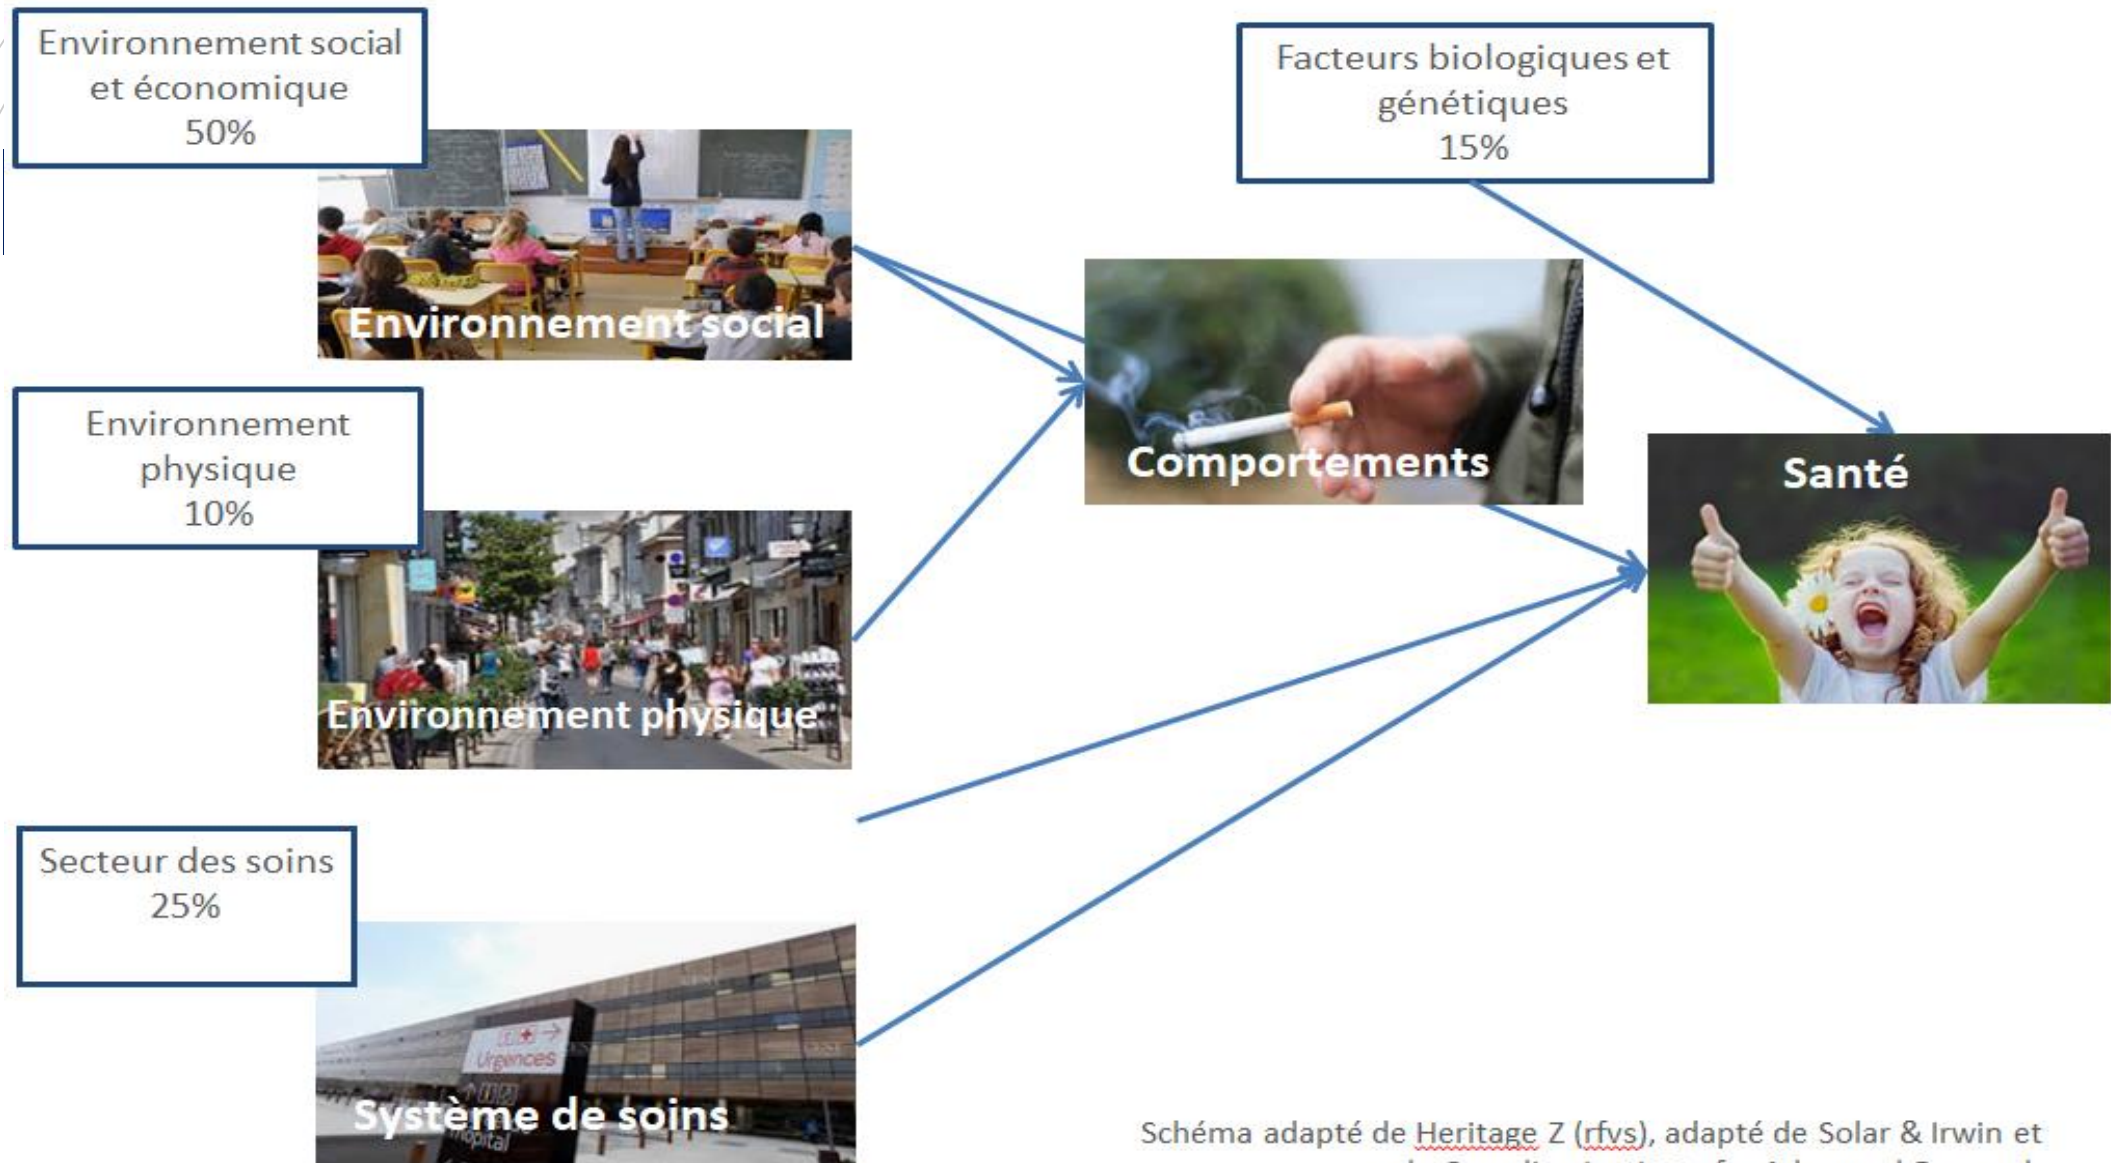 Environnement social
et économique
50%
Environnement social
Facteurs biologiques et
génétiques
15%
Comportements
Santé
Environnement
physique
10%
Environnement physique
Secteur des soins
25%
Urgences
hôpital
Système de soins
Schéma adapté de Heritage Z (rfvs), adapté de Solar & Irwin et